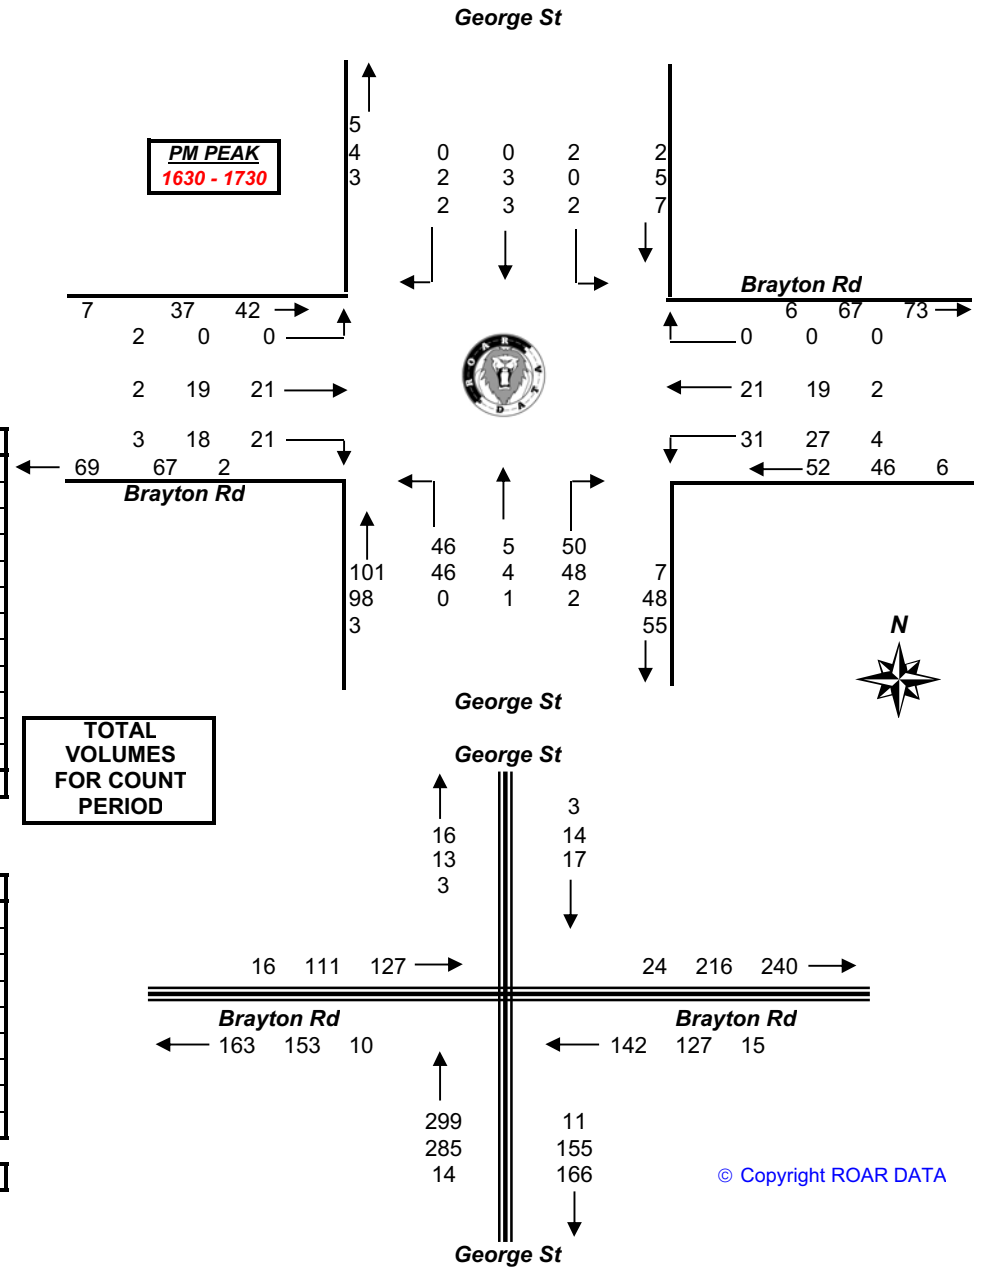 George St
5
PM PEAK
1630 - 1730
4 0 0 2 2
3 2 3 0 5
2 3 2 7
Brayton Rd
7 37 42
6 67 73
2 0 0
0 0 0
ROAR DATA
2 19 21
21 19 2
3 18 21
31 27 4
69 67 2
52 46 6
Brayton Rd
46 5 50
101 46 4 48 7
98 0 1 2 48
3 55
N
George St
TOTAL
VOLUMES
FOR COUNT
PERIOD
George St
3
16 14
13 17
3
16 111 127
24 216 240
Brayton Rd
Brayton Rd
163 153 10
142 127 15
299 11
285 155
14 166
© Copyright ROAR DATA
George St